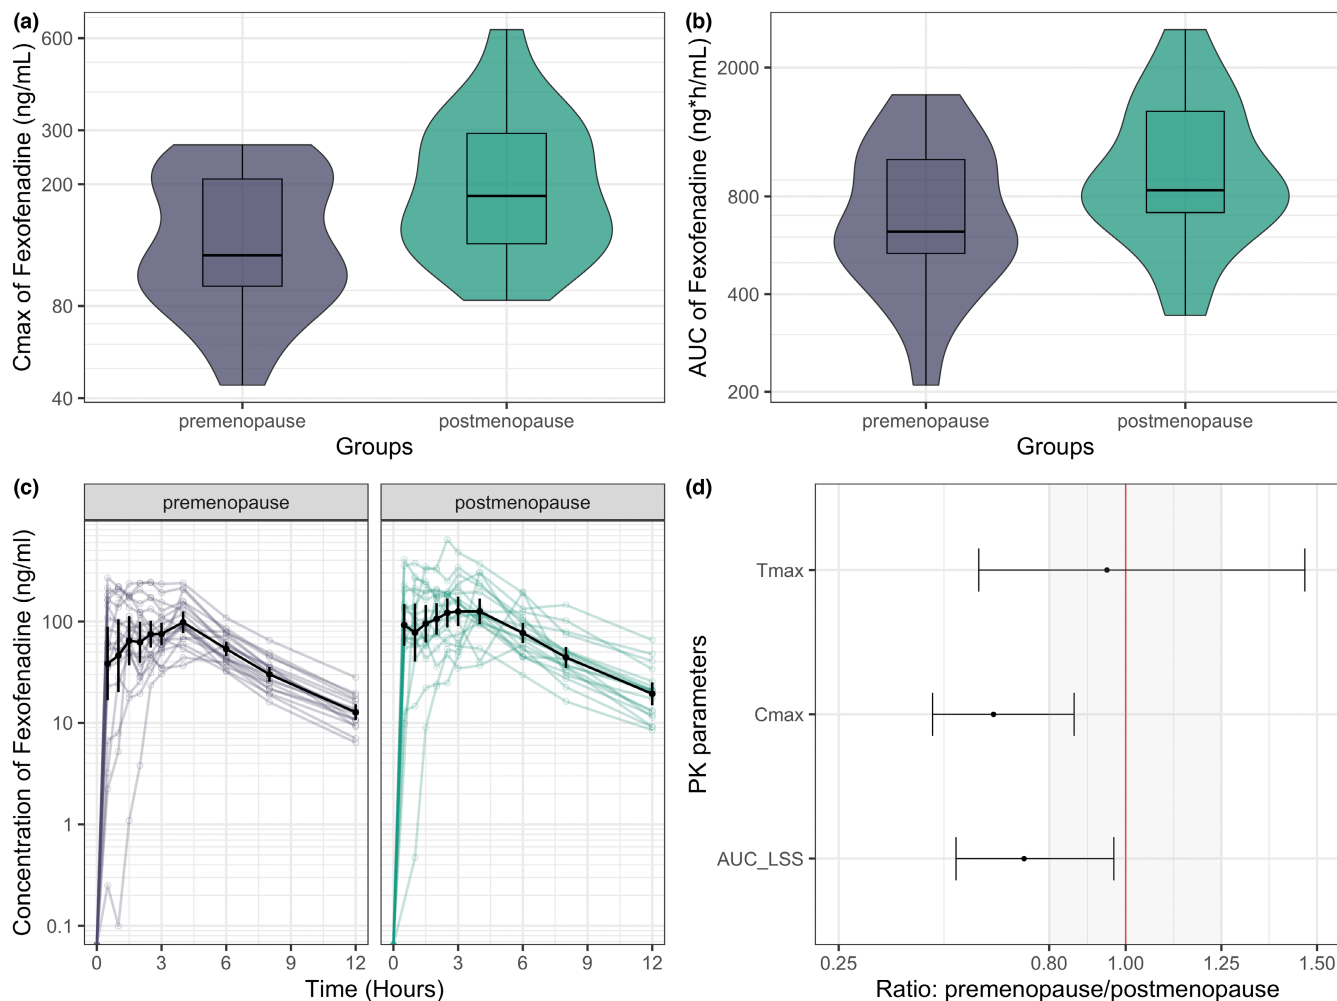 (a)
Cmax of Fexofenadine (ng/mL)
600
300
200
80
40
premenopause
postmenopause
Groups
(b)
AUC of Fexofenadine (ng*h/mL)
2000
800
400
200
premenopause
postmenopause
Groups
(c)
premenopause
postmenopause
Concentration of Fexofenadine (ng/ml)
100
10
1
0.1
0 3 6 9 12
0 3 6 9 12
Time (Hours)
(d)
PK parameters
Tmax
Cmax
AUC_LSS
0.25 0.80 1.00 1.25 1.50
Ratio: premenopause/postmenopause